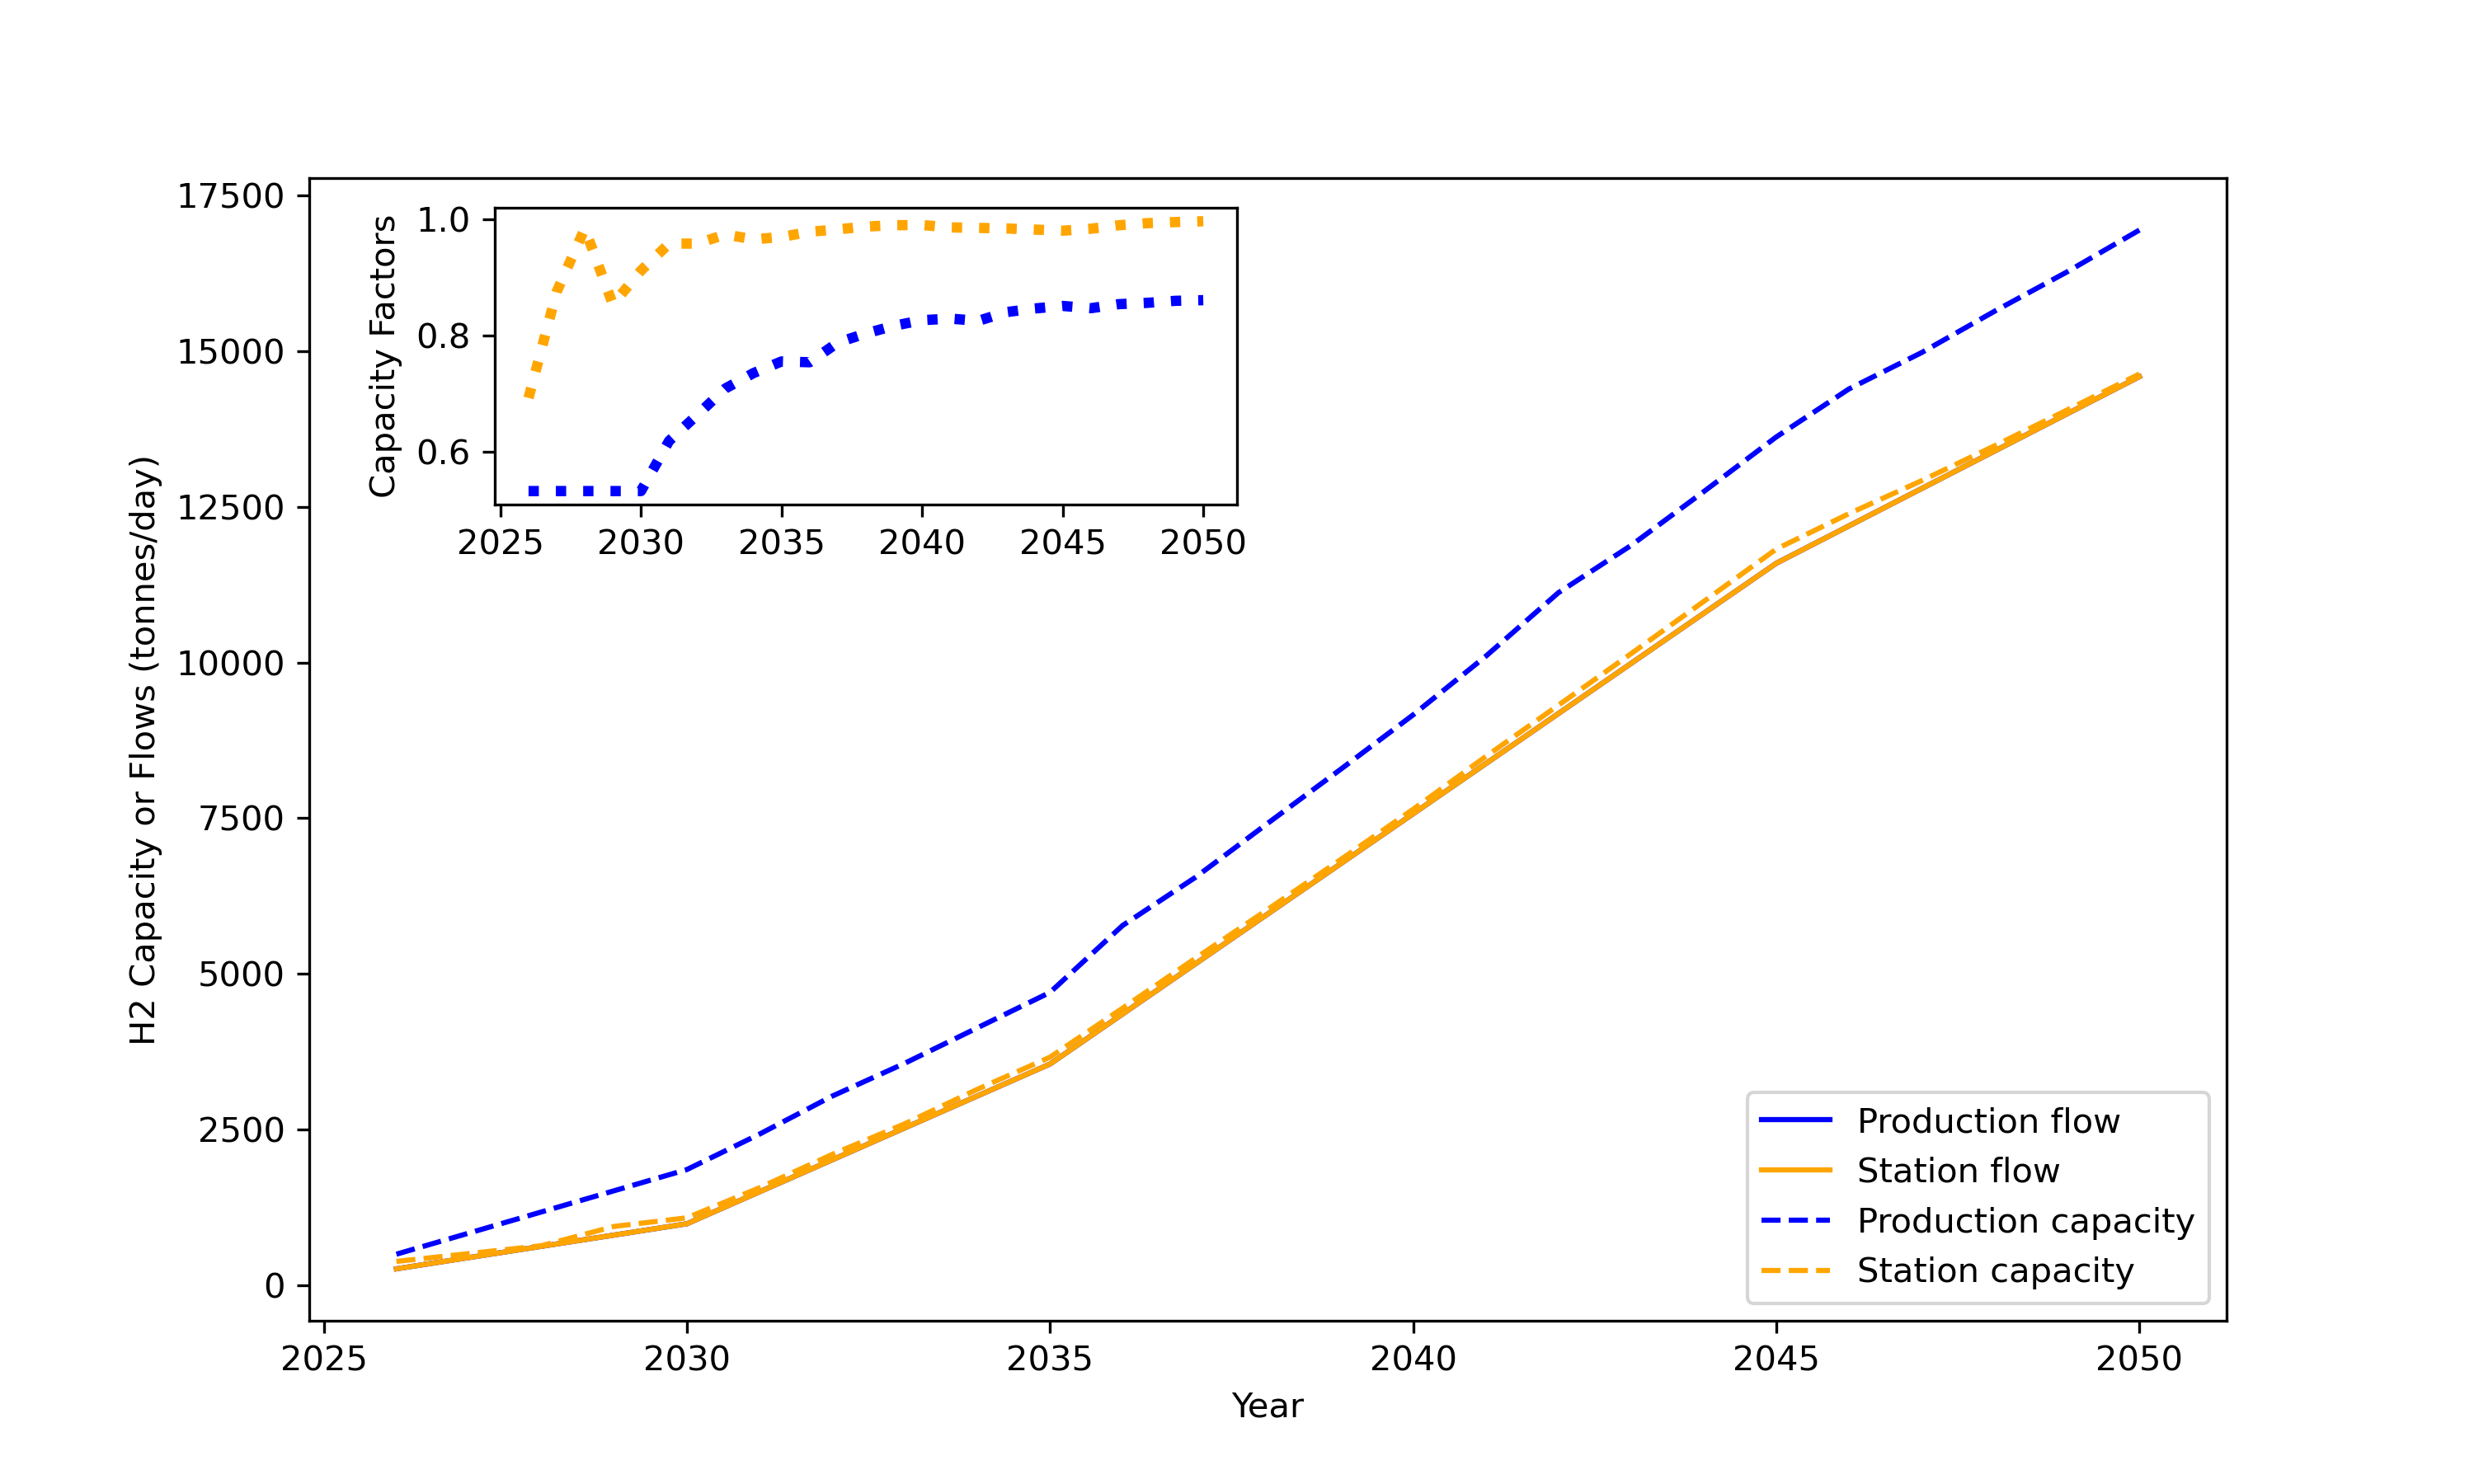 17500
15000
12500
10000
7500
5000
2500
0
H2 Capacity or Flows (tonnes/day)
1.0
0.8
0.6
Capacity Factors
2025 2030 2035 2040 2045 2050
Production flow
Station flow
Production capacity
Station capacity
2025 2030 2035 2040 2045 2050
Year